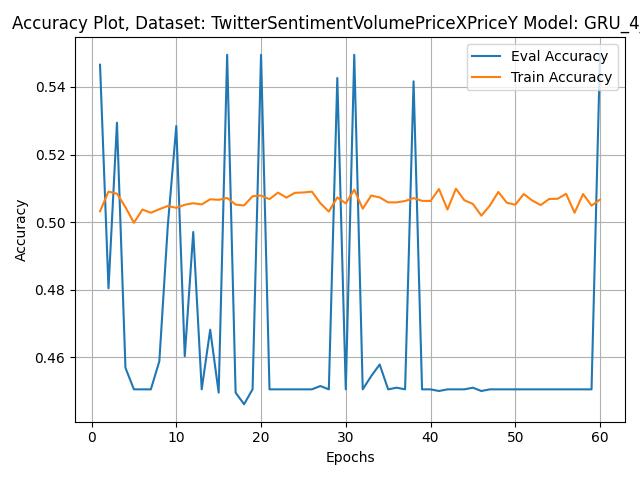 Accuracy Plot, Dataset: TwitterSentimentVolumePriceXPriceY Model: GRU_4
Eval Accuracy
Train Accuracy
0.54
0.52
0.50
0.48
0.46
Accuracy
0 10 20 30 40 50 60
Epochs